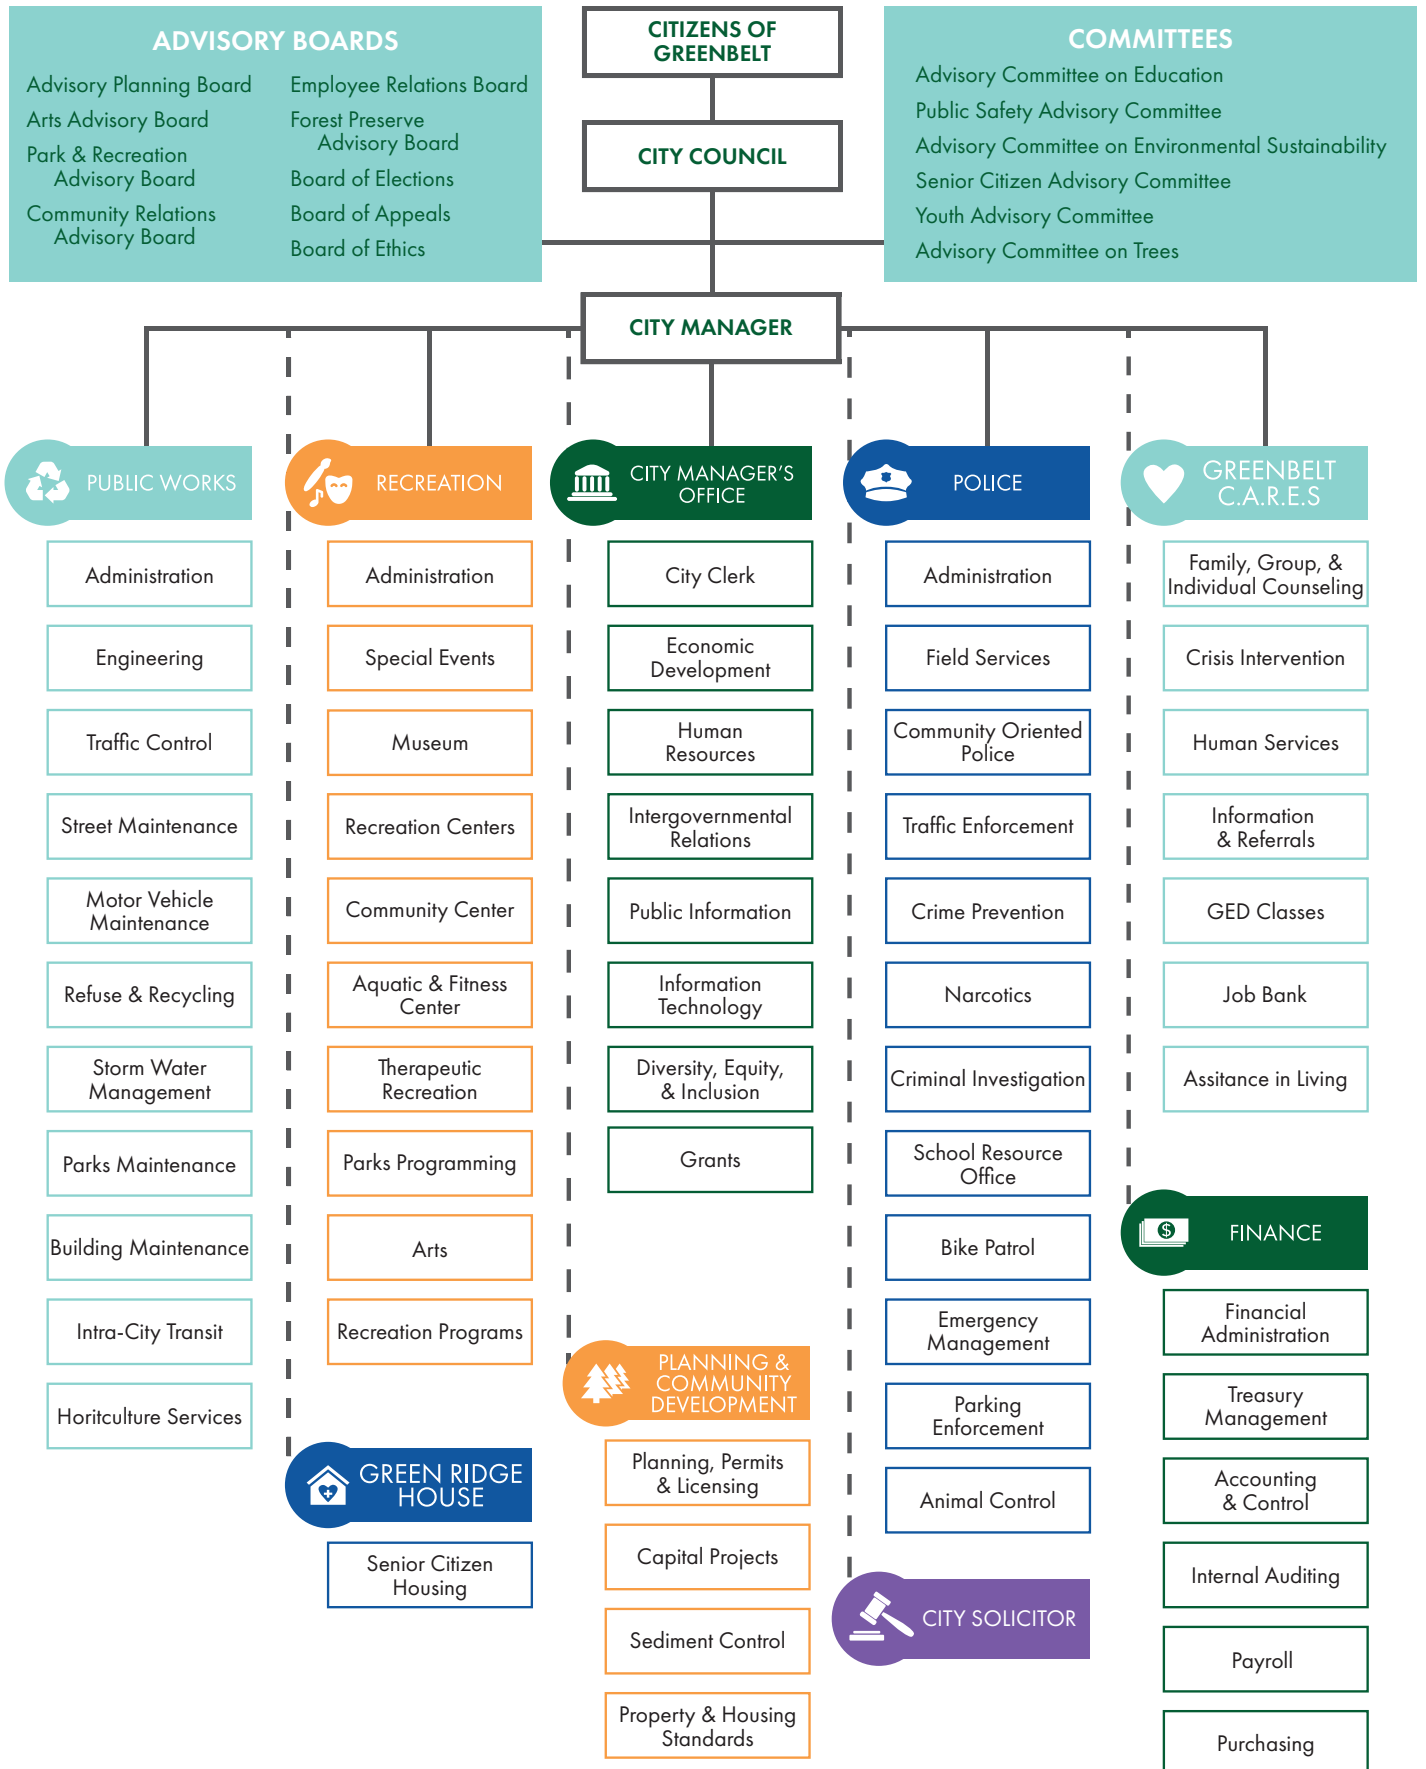 ADVISORY BOARDS
Advisory Planning Board
Arts Advisory Board
Park & Recreation
Advisory Board
Community Relations
Advisory Board
Employee Relations Board
Forest Preserve
Advisory Board
Board of Elections
Board of Appeals
Board of Ethics
CITIZENS OF
GREENBELT
CITY COUNCIL
COMMITTEES
Advisory Committee on Education
Public Safety Advisory Committee
Advisory Committee on Environmental Sustainability
Senior Citizen Advisory Committee
Youth Advisory Committee
Advisory Committee on Trees
CITY MANAGER
PUBLIC WORKS
Administration
Engineering
Traffic Control
Street Maintenance
Motor Vehicle
Maintenance
Refuse & Recycling
Storm Water
Management
Parks Maintenance
Building Maintenance
Intra-City Transit
Horitculture Services
RECREATION
Administration
Special Events
Museum
Recreation Centers
Community Center
Aquatic & Fitness
Center
Therapeutic
Recreation
Parks Programming
Arts
Recreation Programs
GREEN RIDGE
HOUSE
Senior Citizen
Housing
CITY MANAGER'S
OFFICE
City Clerk
Economic
Development
Human
Resources
Intergovernmental
Relations
Public Information
Information
Technology
Diversity, Equity,
& Inclusion
Grants
PLANNING &
COMMUNITY
DEVELOPMENT
Planning, Permits
& Licensing
Capital Projects
Sediment Control
Property & Housing
Standards
POLICE
Administration
Field Services
Community Oriented
Police
Traffic Enforcement
Crime Prevention
Narcotics
Criminal Investigation
School Resource
Office
Bike Patrol
Emergency
Management
Parking
Enforcement
Animal Control
CITY SOLICITOR
GREENBELT
C.A.R.E.S
Family, Group, &
Individual Counseling
Crisis Intervention
Human Services
Information
& Referrals
GED Classes
Job Bank
Assitance in Living
$
FINANCE
Financial
Administration
Treasury
Management
Accounting
& Control
Internal Auditing
Payroll
Purchasing